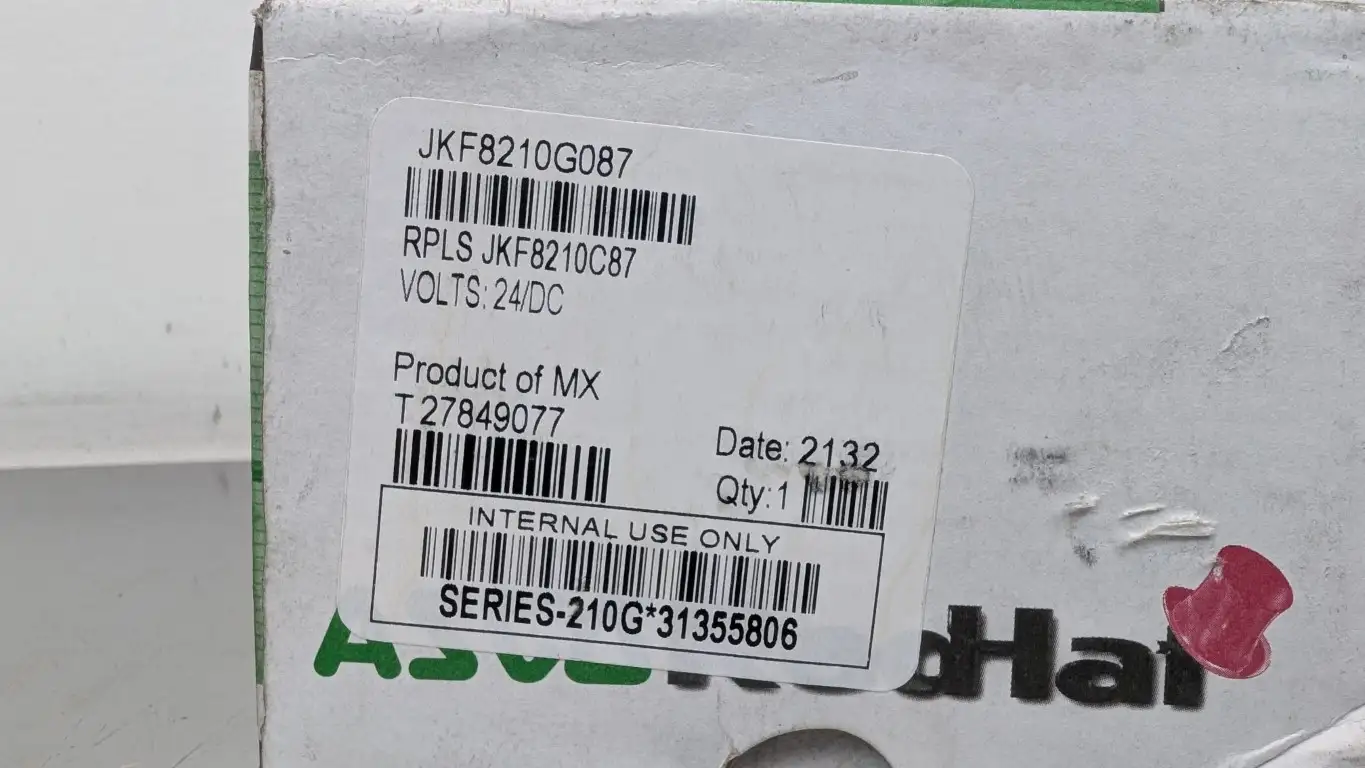 JKF8210G087
RPLS JKF8210C87
VOLTS: 24/DC
Product of MX
T 27849077
Date: 2132
Qty: 1
INTERNAL USE ONLY
SERIES-210G*31355806
RedHat